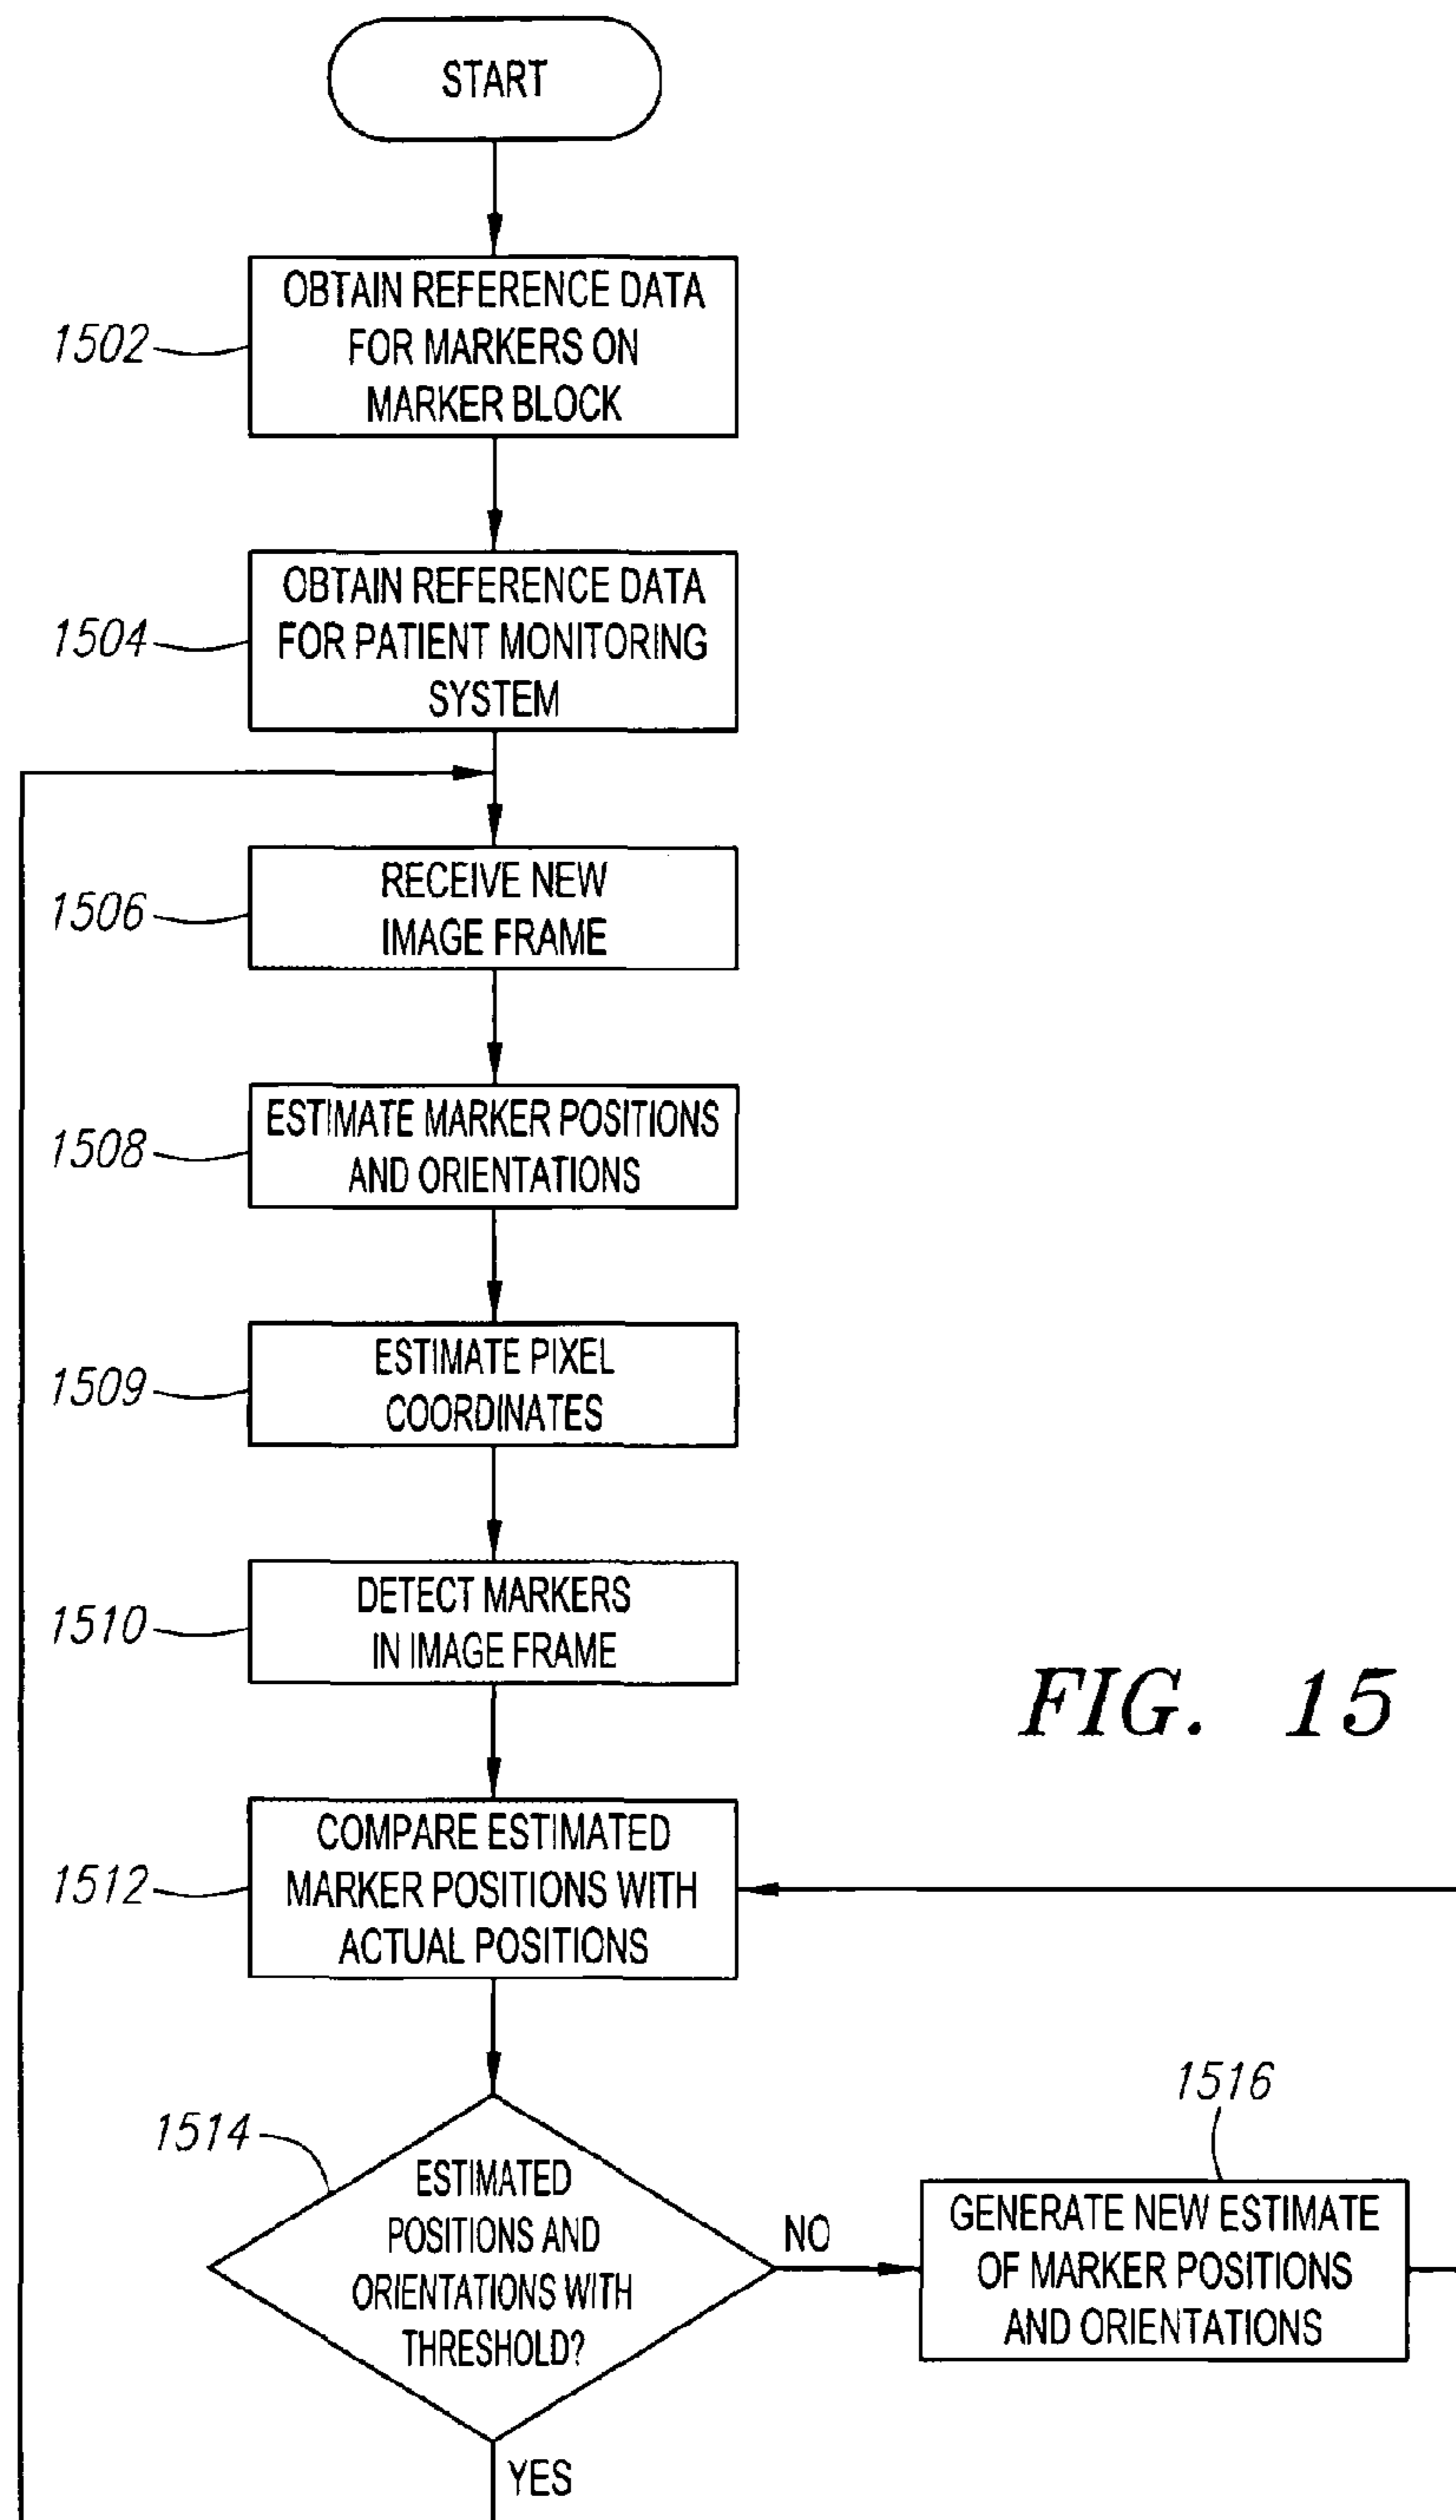 START
1502
OBTAIN REFERENCE DATA
FOR MARKERS ON
MARKER BLOCK
1504
OBTAIN REFERENCE DATA
FOR PATIENT MONITORING
SYSTEM
1506
RECEIVE NEW
IMAGE FRAME
1508
ESTIMATE MARKER POSITIONS
AND ORIENTATIONS
1509
ESTIMATE PIXEL
COORDINATES
1510
DETECT MARKERS
IN IMAGE FRAME
FIG. 15
1512
COMPARE ESTIMATED
MARKER POSITIONS WITH
ACTUAL POSITIONS
1514
ESTIMATED
POSITIONS AND
ORIENTATIONS WITH
THRESHOLD?
NO
1516
GENERATE NEW ESTIMATE
OF MARKER POSITIONS
AND ORIENTATIONS
YES